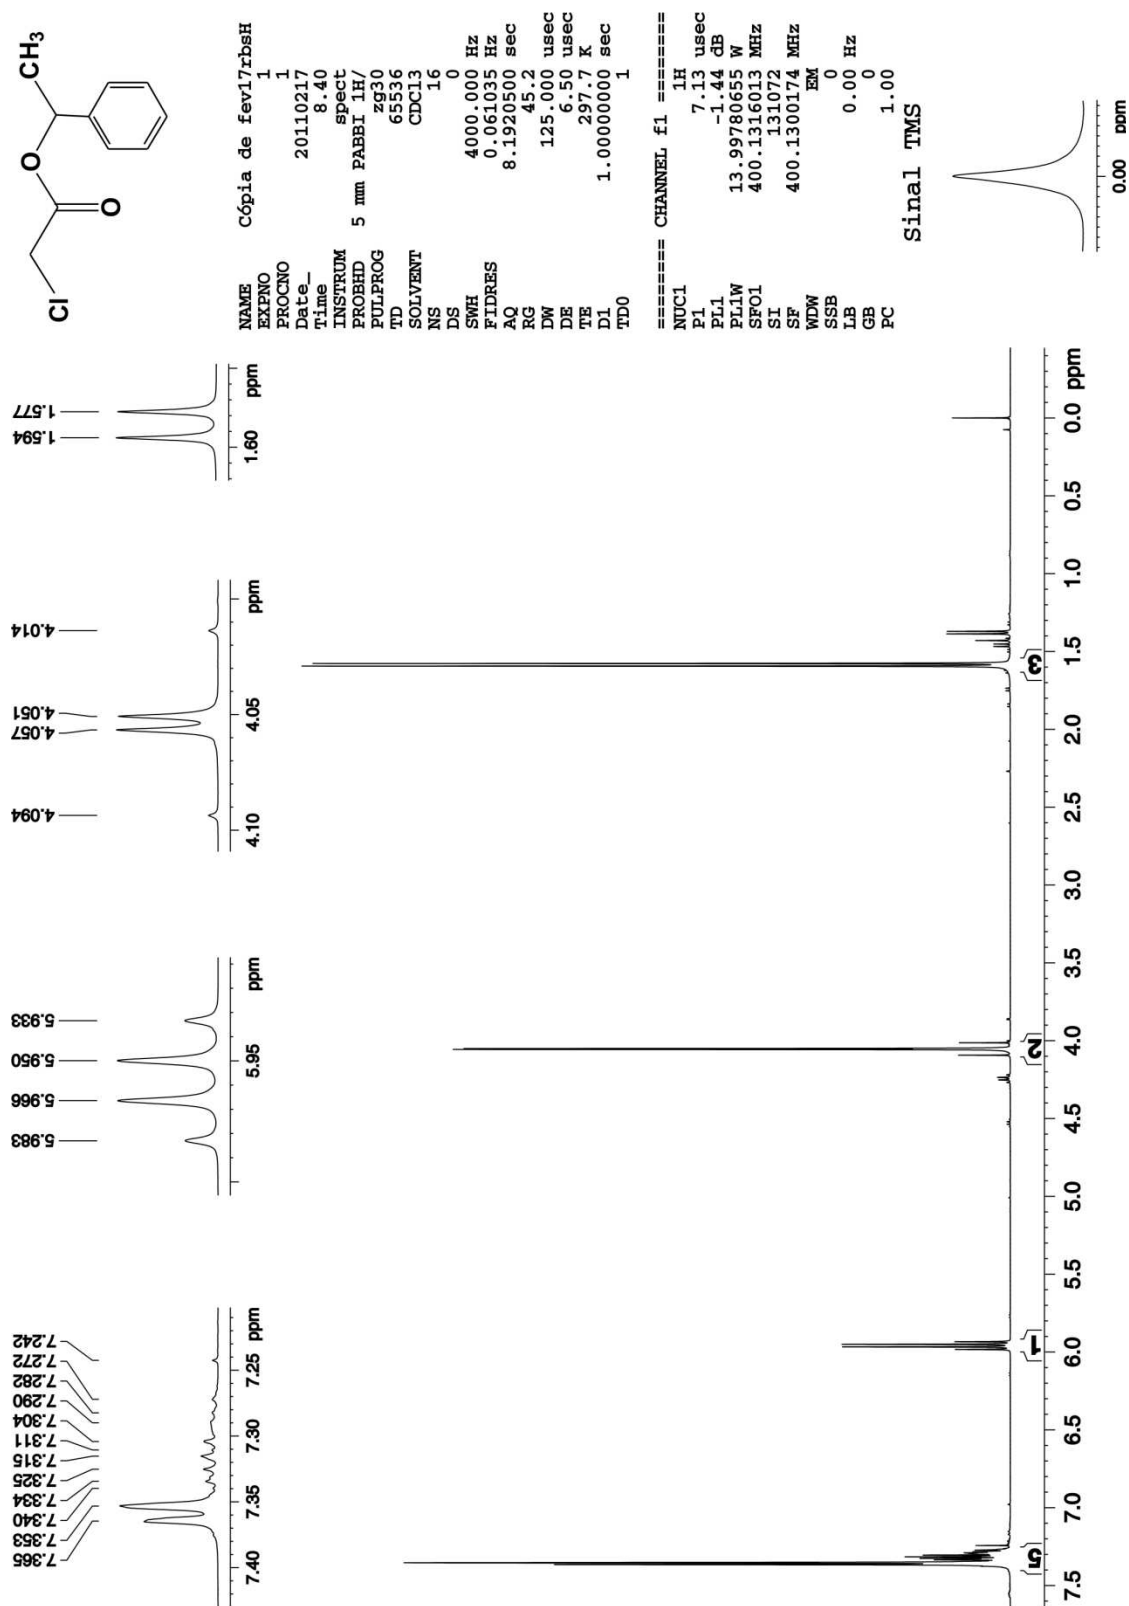 Cl
O
O
CH3
1.577
1.594
1.60
ppm
4.014
4.051
4.057
4.094
4.05
4.10
ppm
5.933
5.950
5.966
5.983
5.95
ppm
7.242
7.272
7.282
7.290
7.304
7.311
7.315
7.325
7.334
7.340
7.353
7.365
7.25
7.30
7.35
7.40
ppm
NAME Cópia de fev17rbsH
EXPNO 1
PROCNO 1
Date_ 20110217
Time 8.40
INSTRUM spect
PROBHD 5 mm PABBI 1H/
PULPROG zg30
TD 65536
SOLVENT CDCl3
NS 16
DS 0
SWH 4000.000 Hz
FIDRES 0.061035 Hz
AQ 8.1920500 sec
RG 45.2
DW 125.000 usec
DE 6.50 usec
TE 297.7 K
D1 1.00000000 sec
TD0 1
======== CHANNEL f1 ========
NUC1 1H
P1 7.13 usec
PL1 -1.44 dB
PL1W 13.99780655 W
SFO1 400.1316013 MHz
SI 131072
SF 400.1300174 MHz
WDW EM
SSB 0
LB 0.00 Hz
GB 0
PC 1.00
Sinal TMS
0.00 ppm
5
1
2
3
7.5 7.0 6.5 6.0 5.5 5.0 4.5 4.0 3.5 3.0 2.5 2.0 1.5 1.0 0.5 0.0 ppm